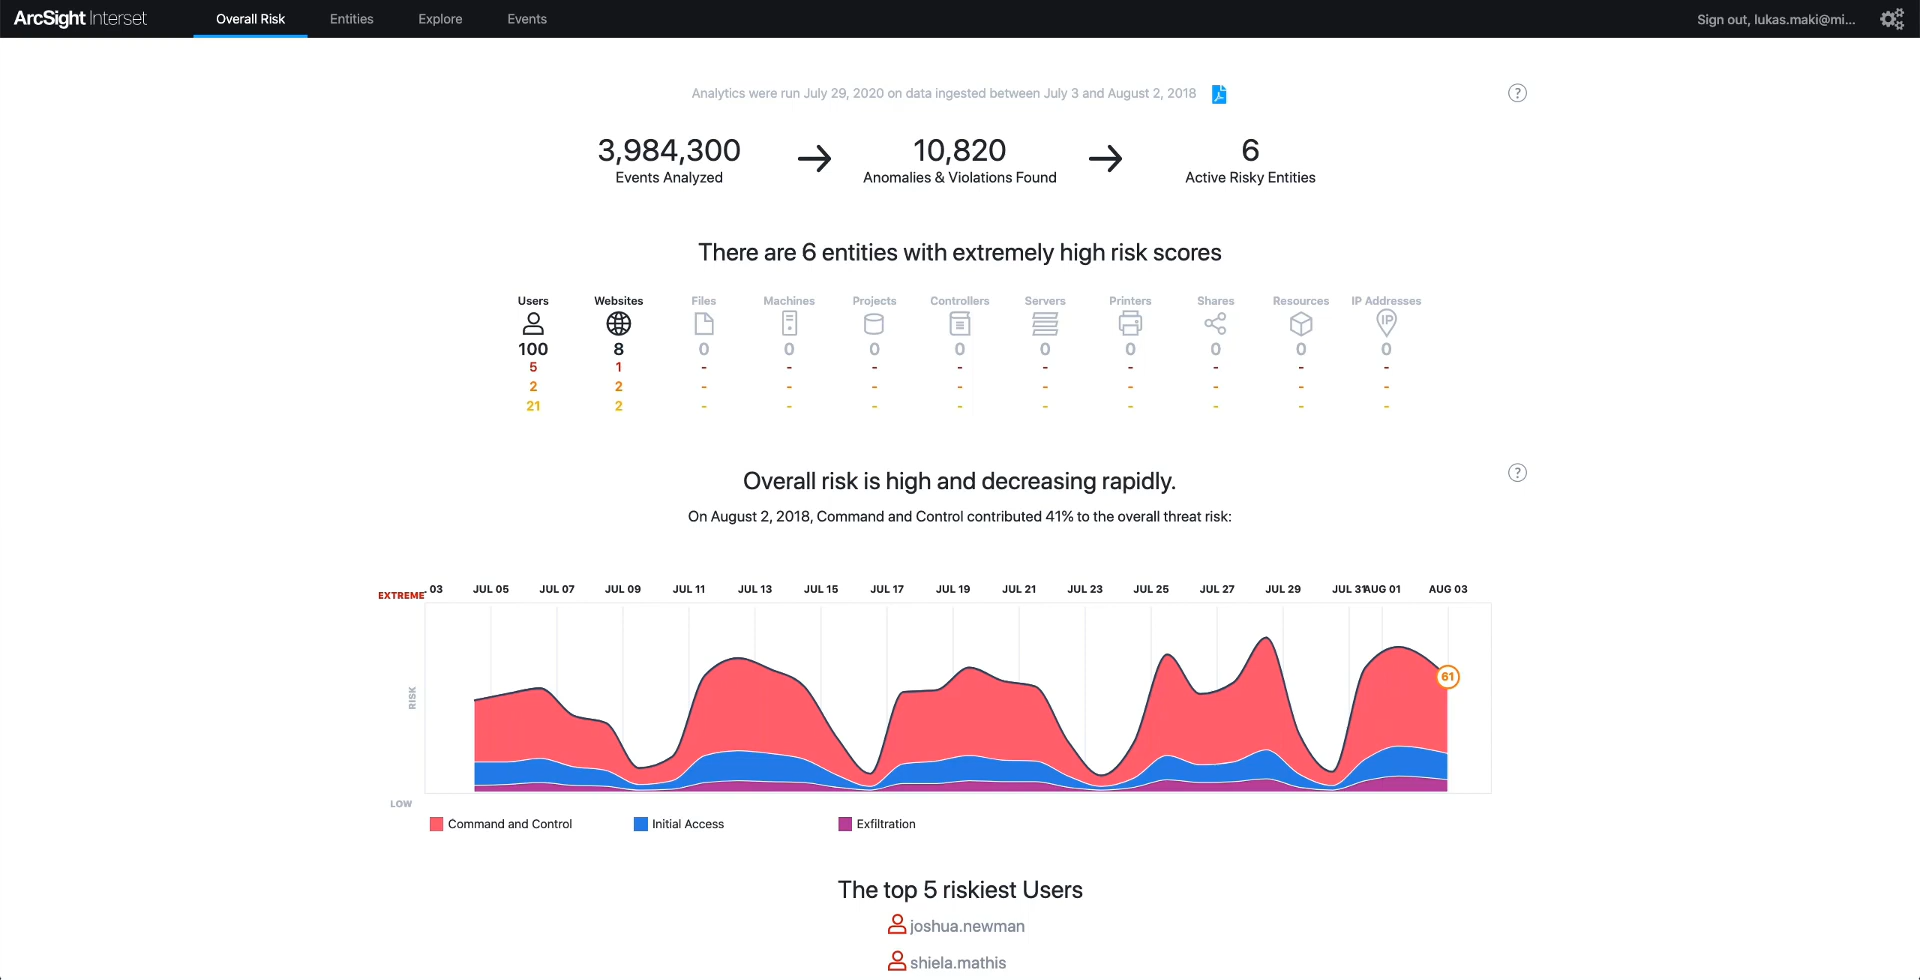 ArcSight Interset Overall Risk Entities Explore Events Sign out, lukas.maki@mi...
Analytics were run July 29, 2020 on data ingested between July 3 and August 2, 2018 ?
3,984,300 10,820 6
Events Analyzed Anomalies & Violations Found Active Risky Entities
There are 6 entities with extremely high risk scores
Users Websites Files Machines Projects Controllers Servers Printers Shares Resources IP Addresses
IP
100 8 0 0 0 0 0 0 0 0 0
5 1 - - - - - - - - -
2 2 - - - - - - - - -
21 2 - - - - - - - - -
Overall risk is high and decreasing rapidly. ?
On August 2, 2018, Command and Control contributed 41% to the overall threat risk:
. 03 JUL 05 JUL 07 JUL 09 JUL 11 JUL 13 JUL 15 JUL 17 JUL 19 JUL 21 JUL 23 JUL 25 JUL 27 JUL 29 JUL 31 AUG 01 AUG 03
EXTREME
61
RISK
LOW
Command and Control Initial Access Exfiltration
The top 5 riskiest Users
joshua.newman
shiela.mathis